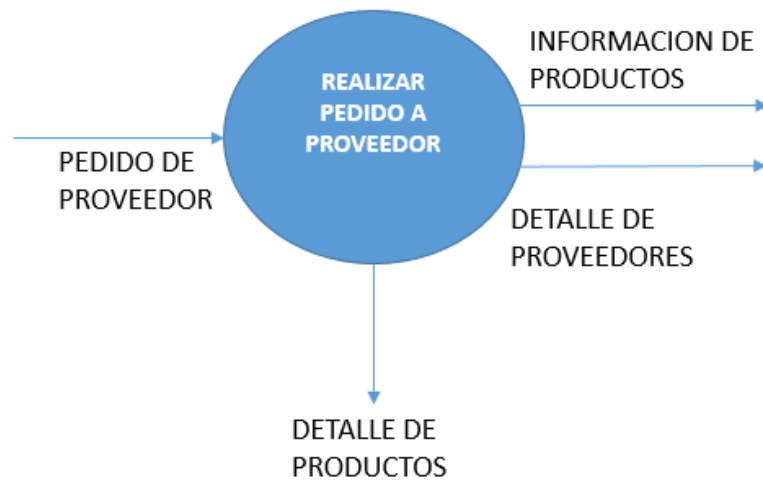 REALIZAR
PEDIDO A
PROVEEDOR
INFORMACION DE
PRODUCTOS
PEDIDO DE
PROVEEDOR
DETALLE DE
PROVEEDORES
DETALLE DE
PRODUCTOS